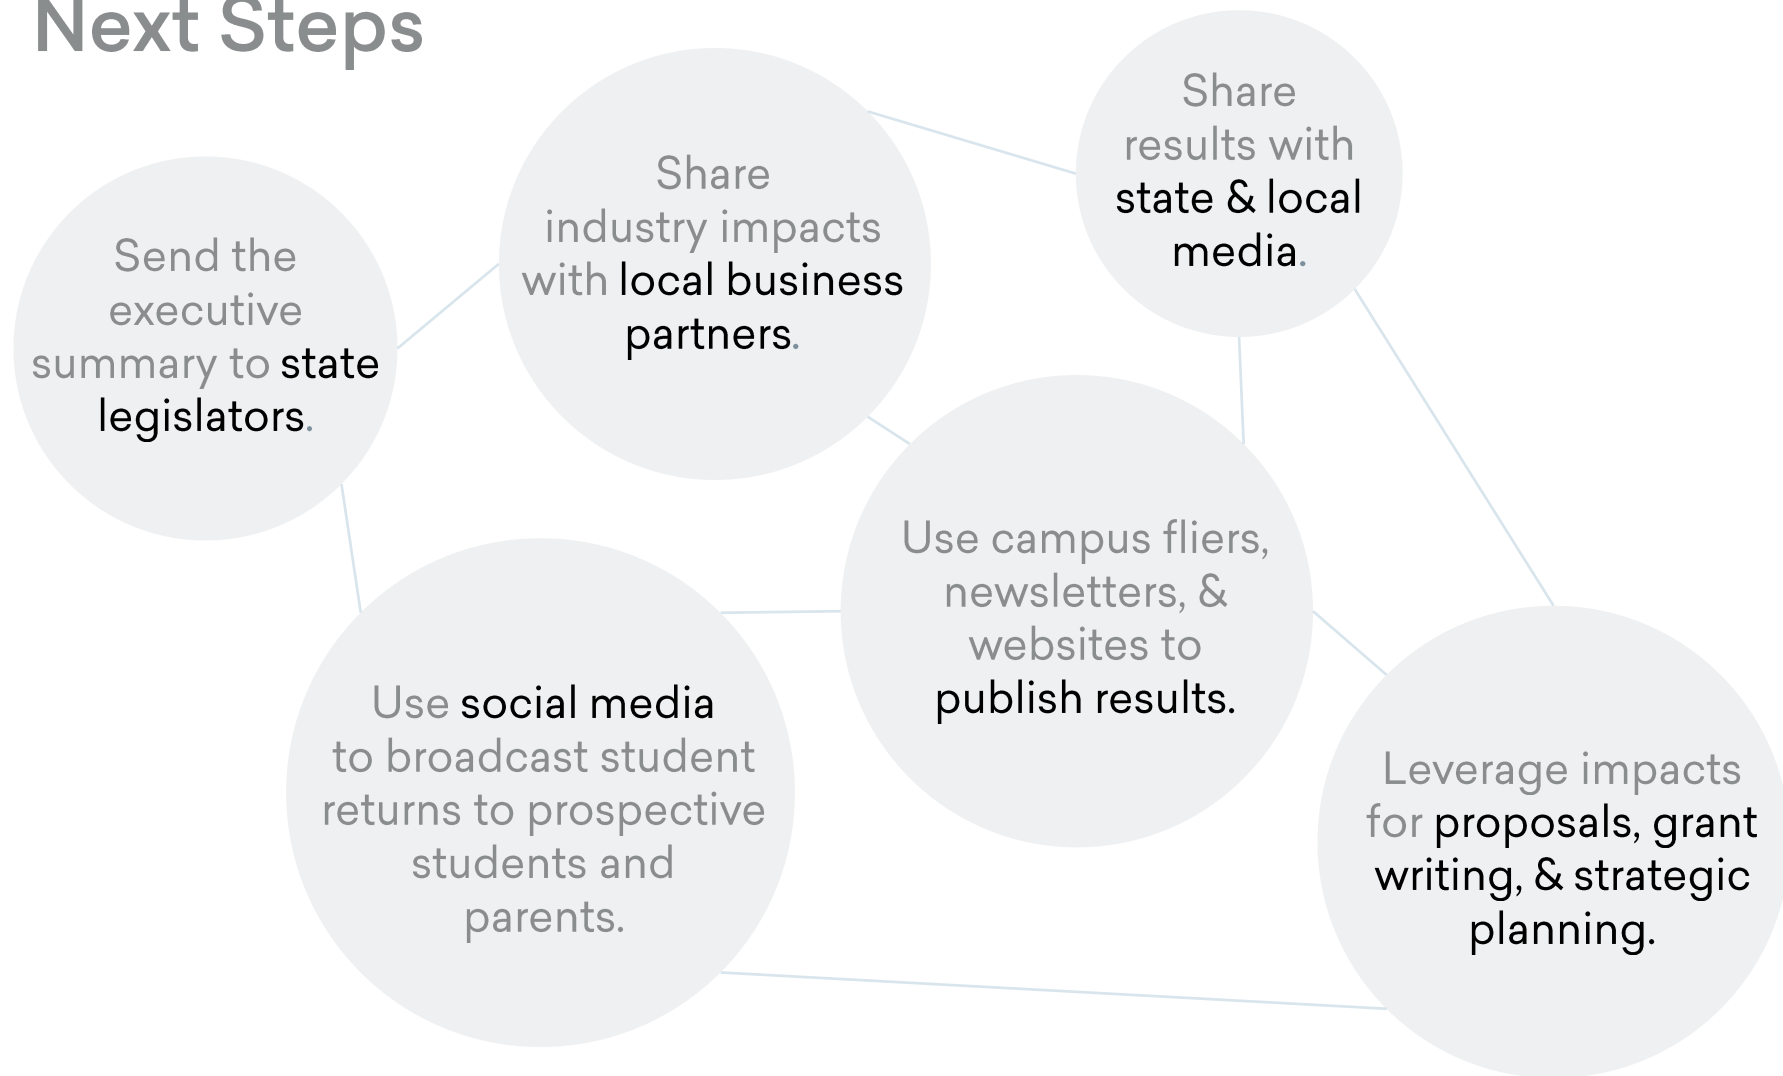 Next Steps
Send the
executive
summary to state
legislators.
Share
industry impacts
with local business
partners.
Share
results with
state & local
media.
Use social media
to broadcast student
returns to prospective
students and
parents.
Use campus fliers,
newsletters, &
websites to
publish results.
Leverage impacts
for proposals, grant
writing, & strategic
planning.